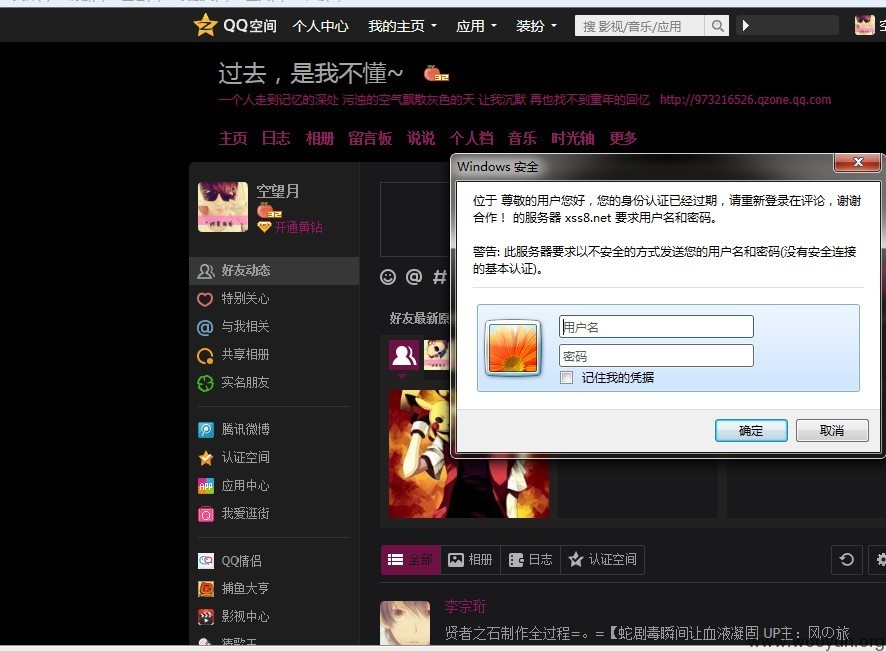 QQ空间 个人中心 我的主页 应用 装扮 搜 影视/音乐/应用
过去，是我不懂~
32
一个人走到记忆的深处 污浊的空气飘散灰色的天 让我沉默 再也找不到童年的回忆 http://973216526.qzone.qq.com
主页 日志 相册 留言板 说说 个人档 音乐 时光轴 更多
空望月
32
开通黄钻
好友动态
特别关心
与我相关
共享相册
实名朋友
腾讯微博
认证空间
APP 应用中心
我爱逛街
QQ情侣
捕鱼大亨
影视中心
@ #
好友最新原
Windows 安全
位于 尊敬的用户您好，您的身份认证已经过期，请重新登录在评论，谢谢
合作！ 的服务器 xss8.net 要求用户名和密码。
警告: 此服务器要求以不安全的方式发送您的用户名和密码(没有安全连接
的基本认证)。
用户名
密码
记住我的凭据
确定 取消
全部 相册 日志 认证空间
李宗珩
贤者之石制作全过程=。=【蛇剧毒瞬间让血液凝固 UP主：风の旅
www.wooyun.org